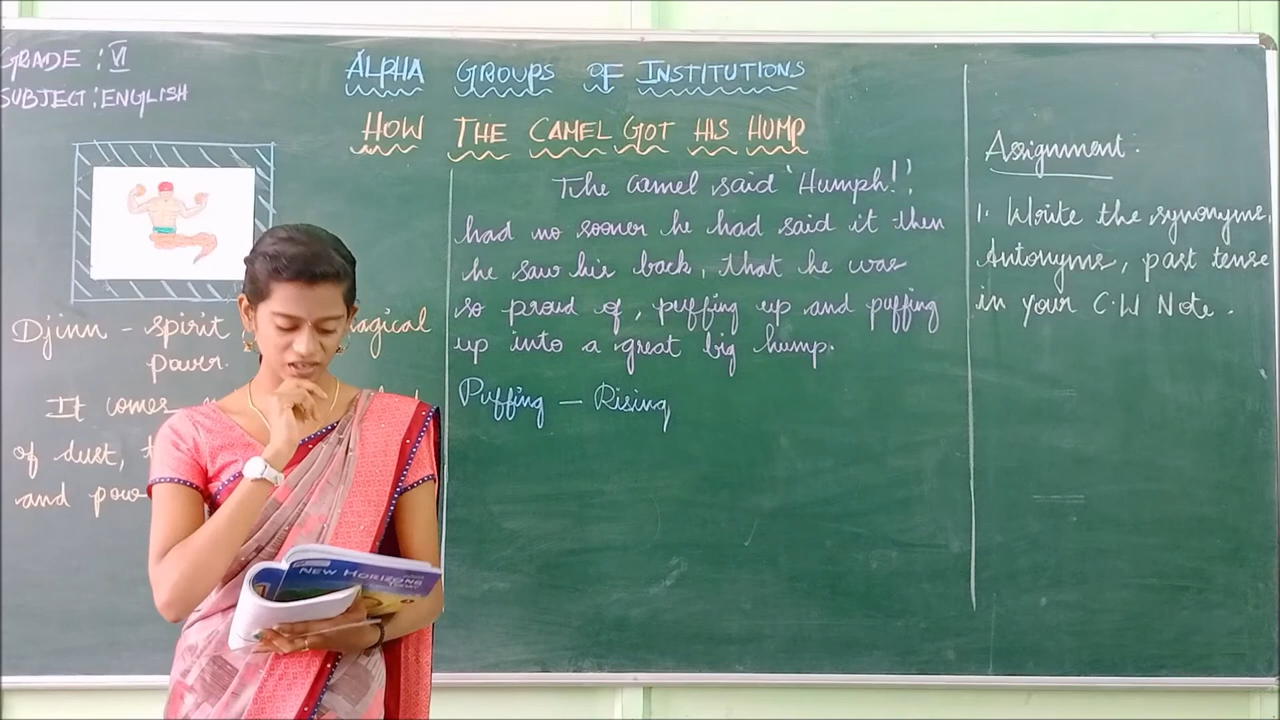 GRADE : VI
SUBJECT : ENGLISH
ALPHA GROUPS OF INSTITUTIONS
HOW THE CAMEL GOT HIS HUMP
Djinn - spirit magical
power.
It comes
of dust,
and pow
The camel said 'Humph!',
had no sooner he had said it then
he saw his back, that he was
so proud of, puffing up and puffing
up into a great big hump.
Puffing - Rising
Assignment:
1. Write the synonyms,
Antonyms, past tense
in your C.W Note.
NEW HORIZONS